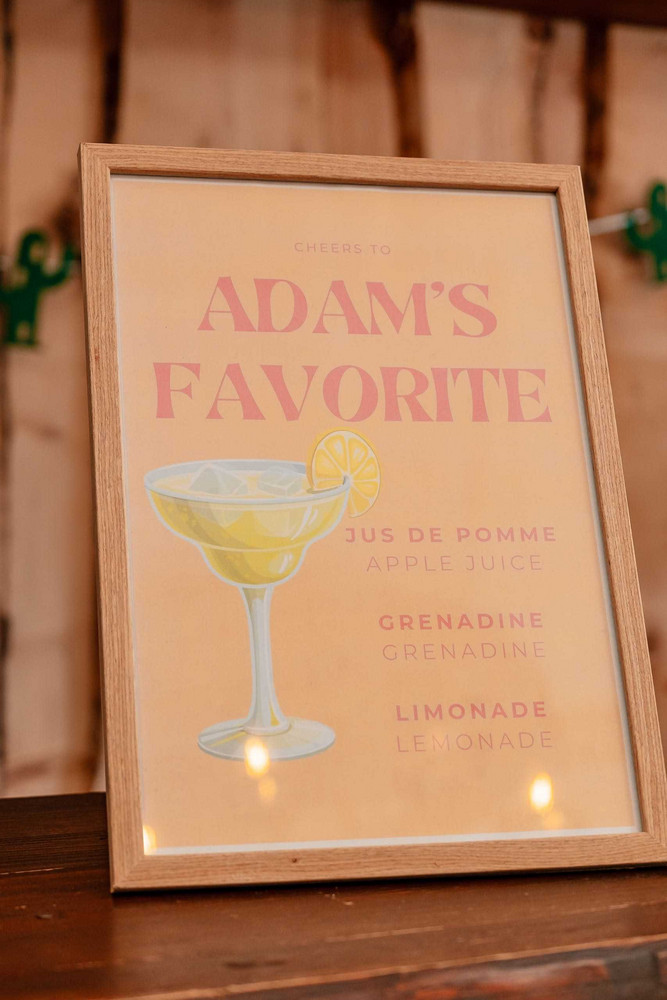 CHEERS TO
ADAM'S
FAVORITE
JUS DE POMME
APPLE JUICE
GRENADINE
GRENADINE
LIMONADE
LEMONADE